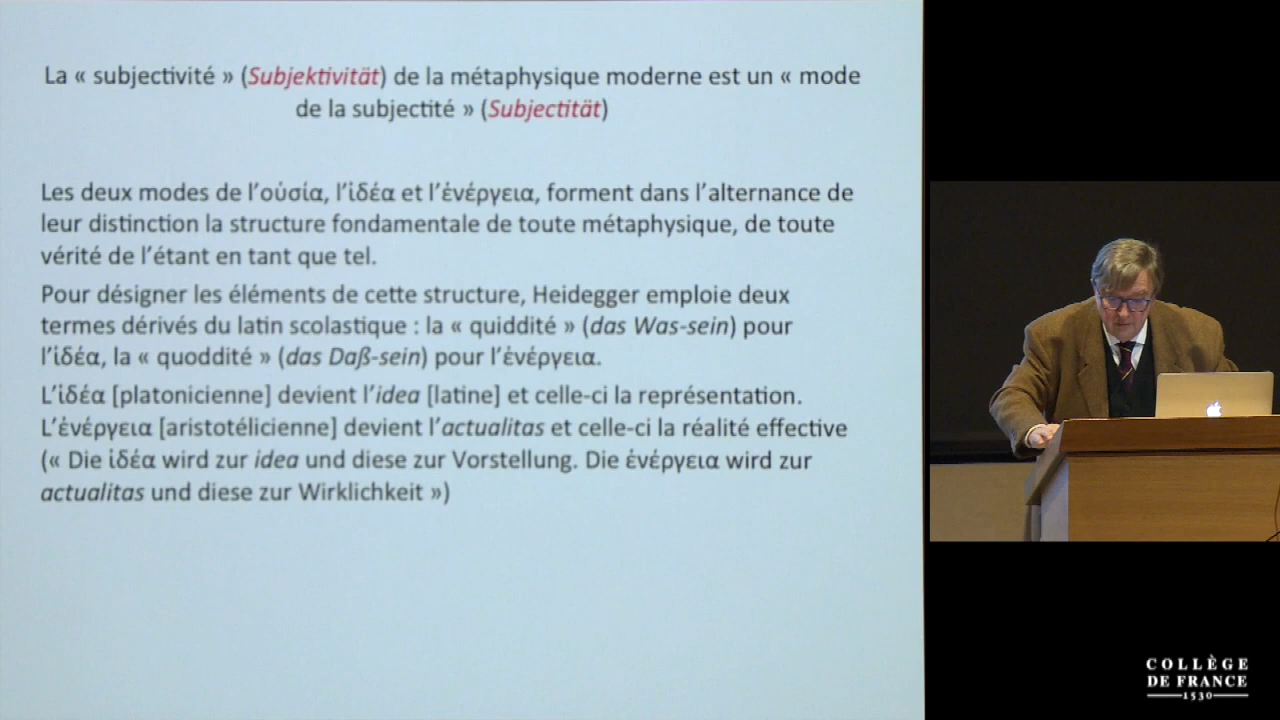 La « subjectivité » (Subjektivität) de la métaphysique moderne est un « mode
de la subjectité » (Subjectität)
Les deux modes de l’οὐσία, l’ἰδέα et l’ἐνέργεια, forment dans l’alternance de
leur distinction la structure fondamentale de toute métaphysique, de toute
vérité de l’étant en tant que tel.
Pour désigner les éléments de cette structure, Heidegger emploie deux
termes dérivés du latin scolastique : la « quiddité » (das Was-sein) pour
l’ἰδέα, la « quoddité » (das Daß-sein) pour l’ἐνέργεια.
L’ἰδέα [platonicienne] devient l’idea [latine] et celle-ci la représentation.
L’ἐνέργεια [aristotélicienne] devient l’actualitas et celle-ci la réalité effective
(« Die ἰδέα wird zur idea und diese zur Vorstellung. Die ἐνέργεια wird zur
actualitas und diese zur Wirklichkeit »)
COLLÈGE
DE FRANCE
1530